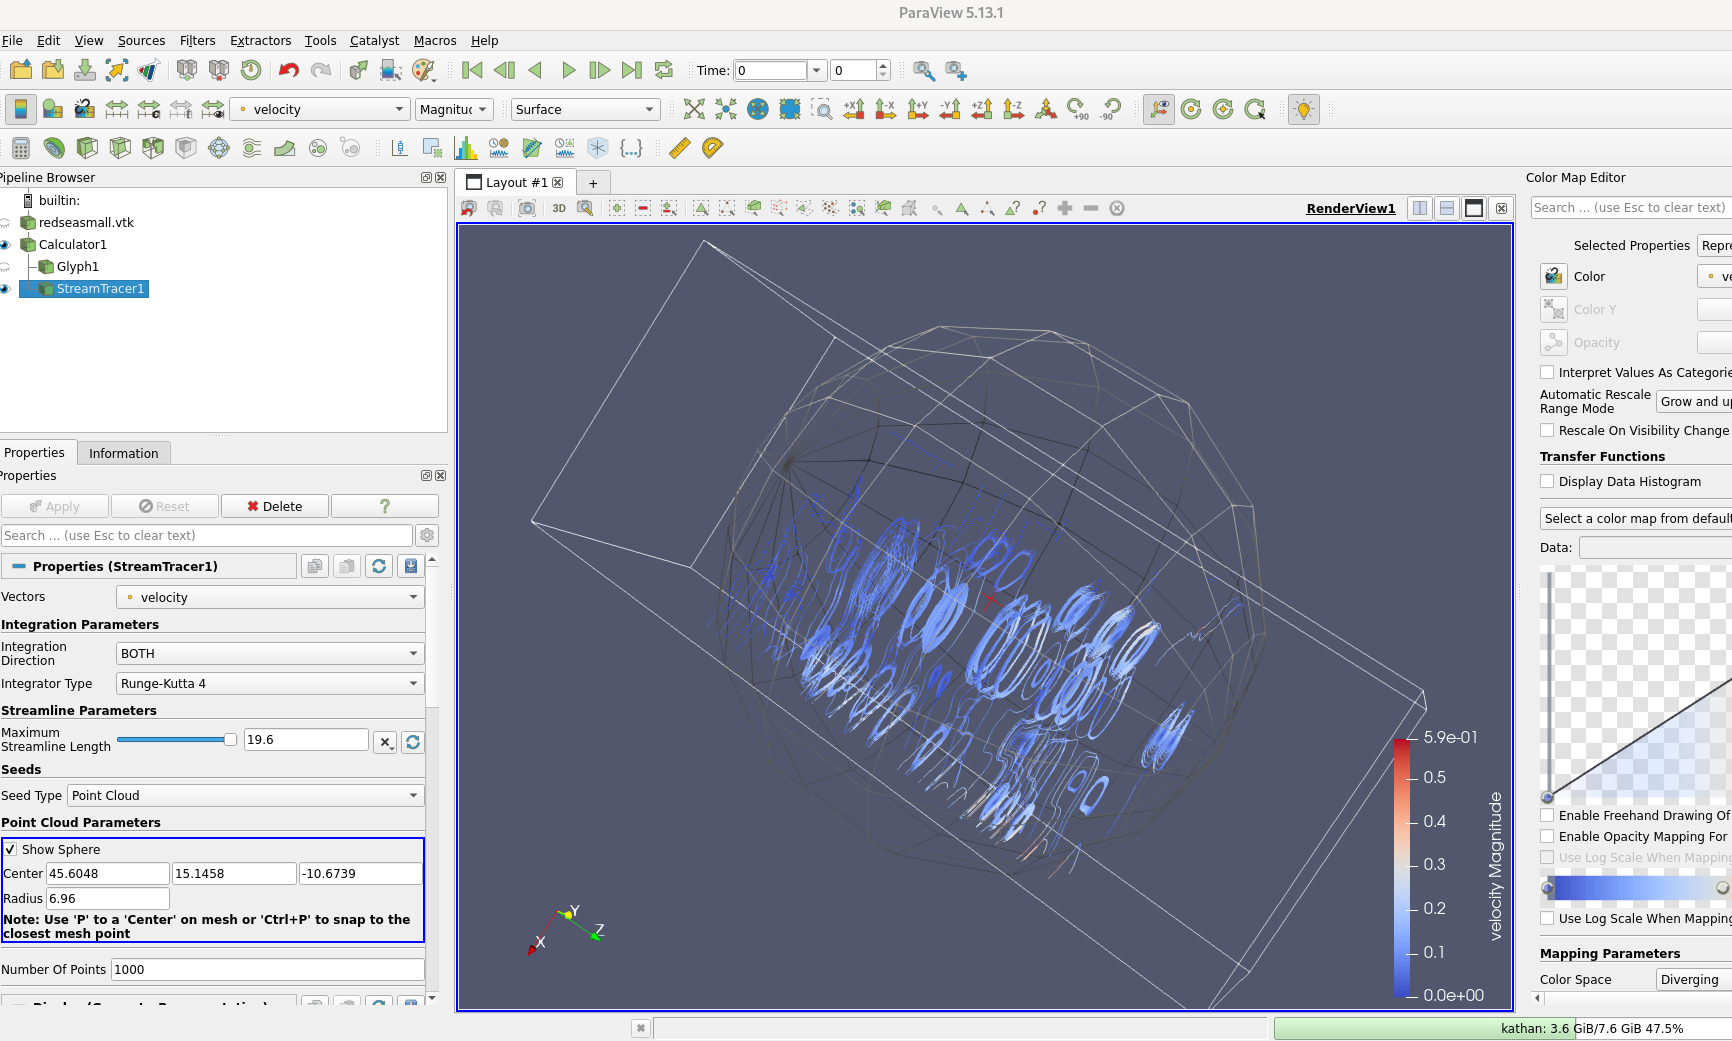 ParaView 5.13.1
File Edit View Sources Filters Extractors Tools Catalyst Macros Help
Time: 0 0
velocity Magnituc Surface
+X -X +Y -Y +Z -Z +90 -90
Pipeline Browser
Layout #1 +
Color Map Editor
builtin:
redseasmall.vtk
Calculator1
Glyph1
StreamTracer1
3D
RenderView1
Search ... (use Esc to clear text)
Selected Properties Repre
Color ve
Color Y
Opacity
Interpret Values As Categorie
Automatic Rescale
Range Mode Grow and up
Rescale On Visibility Change
Transfer Functions
Display Data Histogram
Select a color map from default
Data:
Enable Freehand Drawing Of
Enable Opacity Mapping For
Use Log Scale When Mapping
Use Log Scale When Mapping
Mapping Parameters
Color Space Diverging
Properties Information
Properties
Apply Reset Delete ?
Search ... (use Esc to clear text)
Properties (StreamTracer1)
Vectors velocity
Integration Parameters
Integration
Direction BOTH
Integrator Type Runge-Kutta 4
Streamline Parameters
Maximum
Streamline Length 19.6
Seeds
Seed Type Point Cloud
Point Cloud Parameters
Show Sphere
Center 45.6048 15.1458 -10.6739
Radius 6.96
Note: Use 'P' to a 'Center' on mesh or 'Ctrl+P' to snap to the
closest mesh point
Number Of Points 1000
Y
Z
X
5.9e-01
0.5
0.4
0.3
0.2
0.1
0.0e+00
velocity Magnitude
kathan: 3.6 GiB/7.6 GiB 47.5%